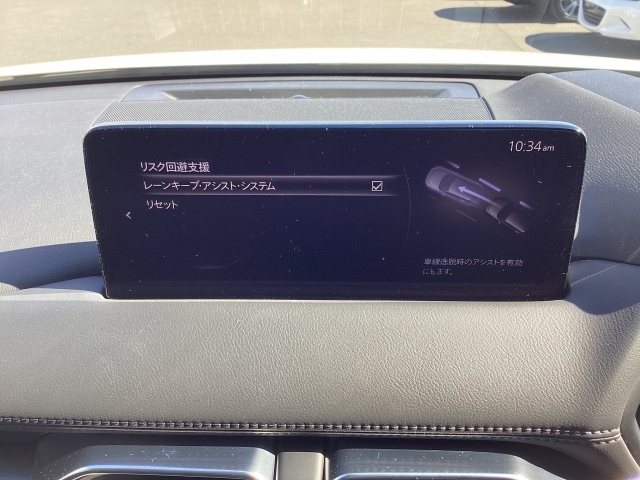 10:34am
リスク回避支援
レーンキープ・アシスト・システム
リセット
車線逸脱時のアシストを有効
にします。